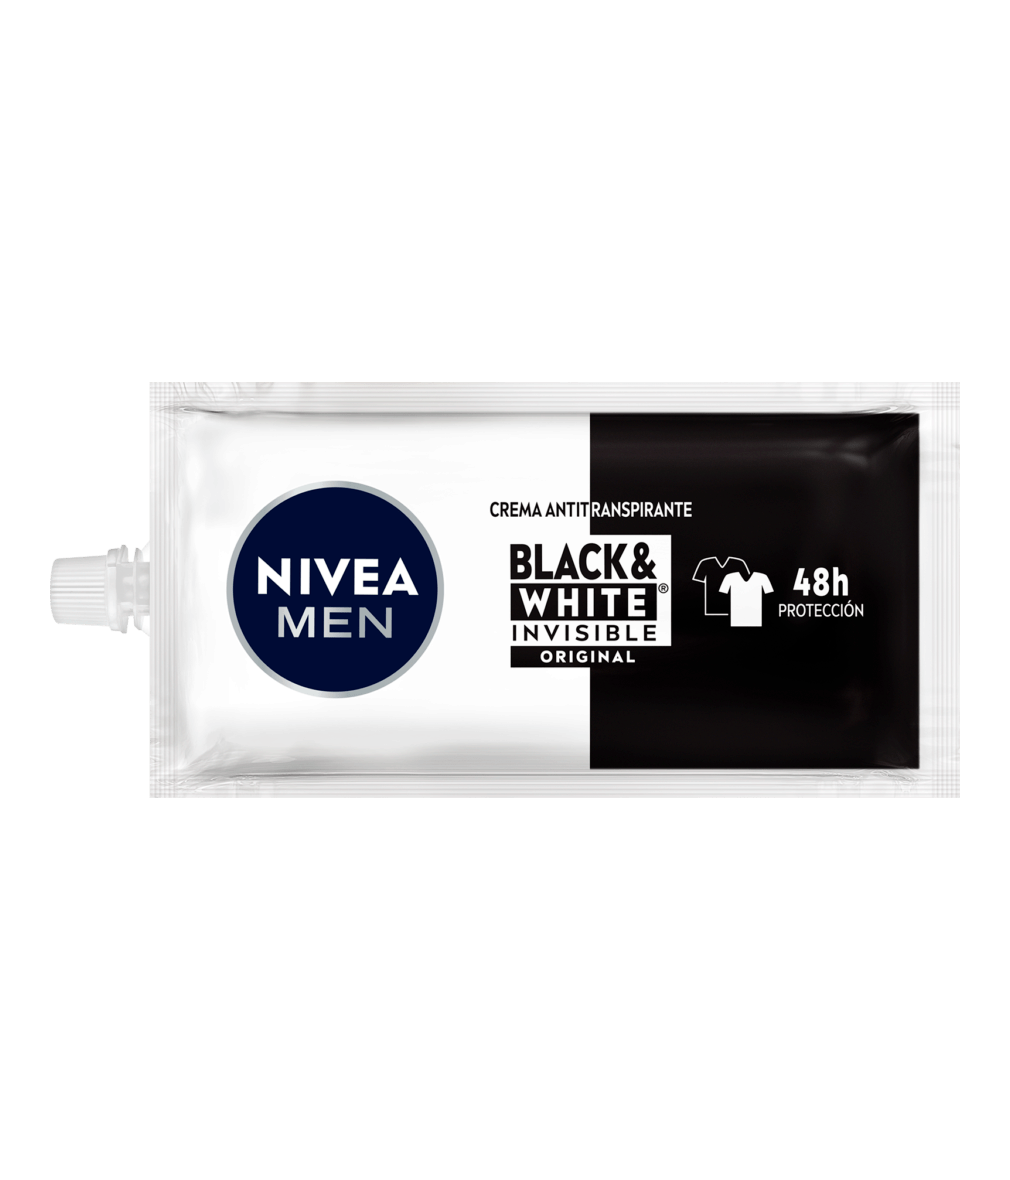 NIVEA
MEN
CREMA ANTITRANSPIRANTE
BLACK&
WHITE®
INVISIBLE
ORIGINAL
48h
PROTECCIÓN